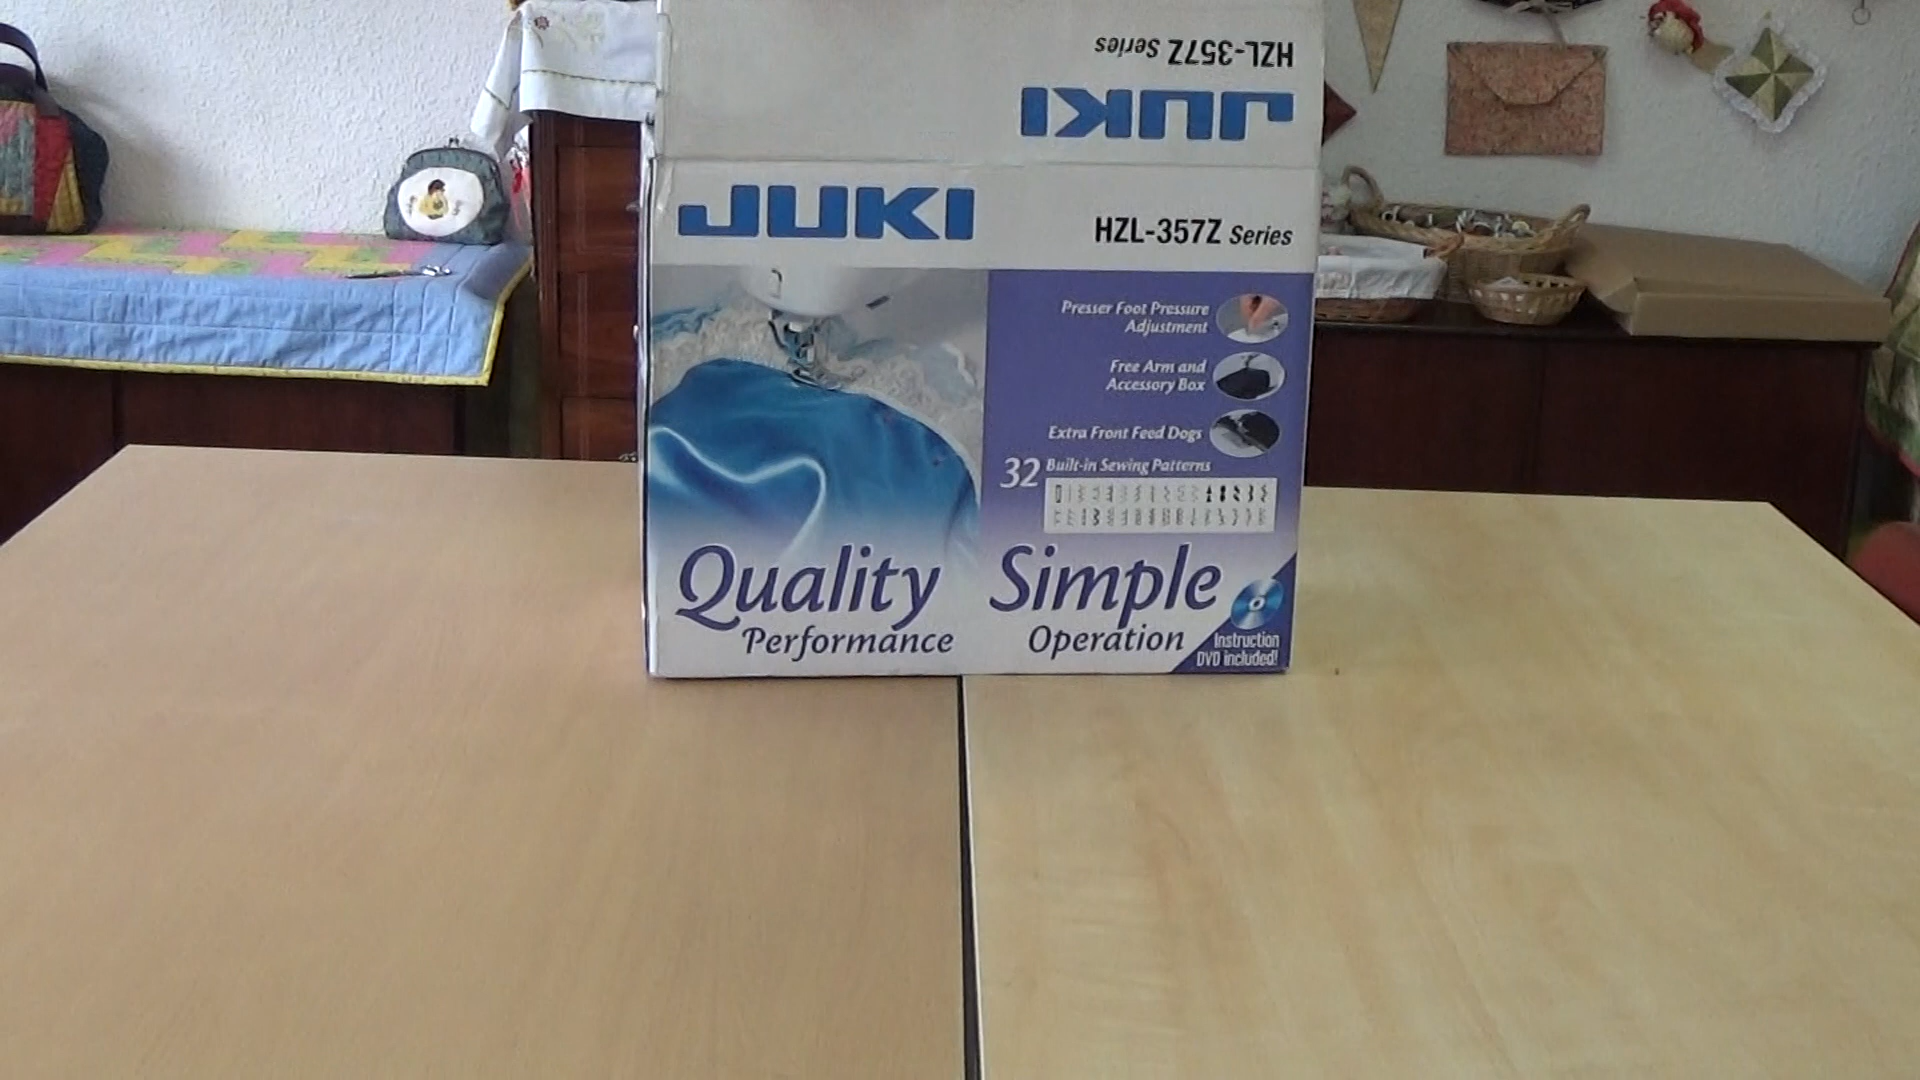 HZL-357Z Series
JUKI
JUKI
HZL-357Z Series
Presser Foot Pressure
Adjustment
Free Arm and
Accessory Box
Extra Front Feed Dogs
32 Built-in Sewing Patterns
Quality
Performance
Simple
Operation
Instruction
DVD included!